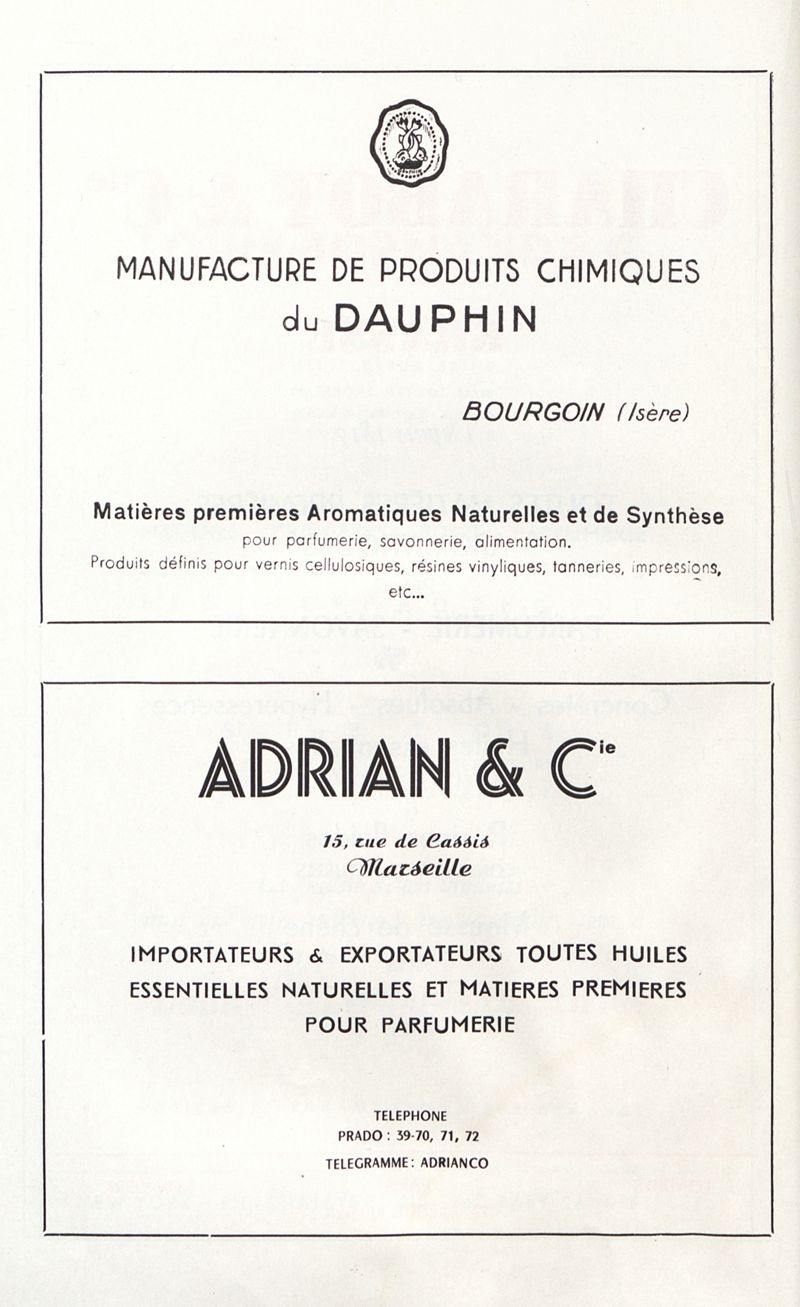 MANUFACTURE DE PRODUITS CHIMIQUES
du DAUPHIN
BOURGOIN (Isère)
Matières premières Aromatiques Naturelles et de Synthèse
pour parfumerie, savonnerie, alimentation.
Produits définis pour vernis cellulosiques, résines vinyliques, tanneries, impressions,
etc...
ADRIAN & Cie
15, rue de Cassis
Marseille
IMPORTATEURS & EXPORTATEURS TOUTES HUILES
ESSENTIELLES NATURELLES ET MATIERES PREMIERES
POUR PARFUMERIE
TELEPHONE
PRADO : 39-70, 71, 72
TELEGRAMME : ADRIANCO